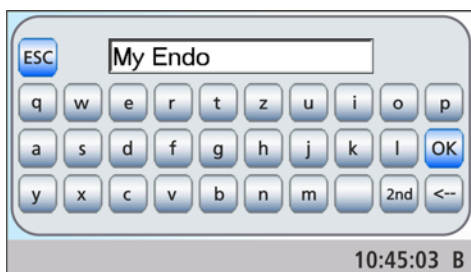 ESC My Endo
q w e r t z u i o p
a s d f g h j k l OK
y x c v b n m 2nd <--
10:45:03 B